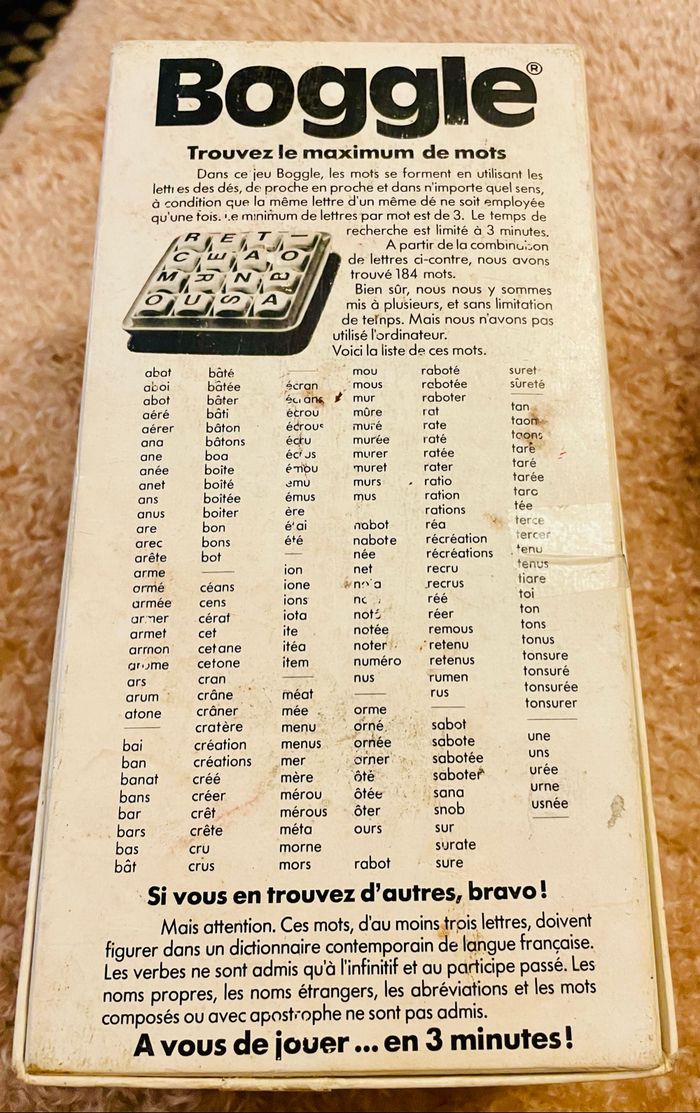 Boggle®
Trouvez le maximum de mots
Dans ce jeu Boggle, les mots se forment en utilisant les
lettres des dés, de proche en proche et dans n'importe quel sens,
à condition que la même lettre d'un même dé ne soit employée
qu'une fois. Le minimum de lettres par mot est de 3. Le temps de
recherche est limité à 3 minutes.
A partir de la combinaison
de lettres ci-contre, nous avons
trouvé 184 mots.
Bien sûr, nous nous y sommes
mis à plusieurs, et sans limitation
de temps. Mais nous n'avons pas
utilisé l'ordinateur.
Voici la liste de ces mots.
R E T I
C E A O
M R N B
O U S A
abat
aboi
abot
aéré
aérer
ana
ane
anée
anet
ans
anus
are
arec
arête
arme
armé
armée
armer
armet
armon
arome
ars
arum
atone
bai
ban
banat
bans
bar
bars
bas
bât
bâté
bâtée
bâter
bâti
bâton
bâtons
boa
boite
boité
boitée
boiter
bon
bons
bot
céans
cens
cérat
cet
cetane
cetone
cran
crâne
crâner
cratère
création
créations
créé
créer
crêt
crête
cru
crus
écran
écrans
écrou
écrous
écru
écrus
émou
ému
émus
ère
étai
été
ion
ione
ions
iota
ite
itéa
item
méat
mée
menu
menus
mer
mère
mérou
mérous
méta
morne
mors
mou
mous
mur
mûre
muré
murée
murer
muret
murs
mus
nabot
nabote
née
net
noté
notée
noter
numéro
nus
orme
orné
ornée
orner
ôté
ôtée
ôter
ours
rabot
raboté
rabotée
raboter
rat
rate
raté
ratée
rater
ratio
ration
rations
réa
récréation
récréations
recru
recrus
réé
réer
remous
retenu
retenus
rumen
rus
sabot
sabote
sabotée
saboter
sana
snob
sur
surate
sure
suret
sûreté
tan
taon
taons
tare
taré
tarée
taro
tée
terce
tercer
tenu
tenus
tiare
toi
ton
tons
tonus
tonsure
tonsuré
tonsurée
tonsurer
une
uns
urée
urne
usnée
Si vous en trouvez d'autres, bravo!
Mais attention. Ces mots, d'au moins trois lettres, doivent
figurer dans un dictionnaire contemporain de langue française.
Les verbes ne sont admis qu'à l'infinitif et au participe passé. Les
noms propres, les noms étrangers, les abréviations et les mots
composés ou avec apostrophe ne sont pas admis.
A vous de jouer... en 3 minutes!